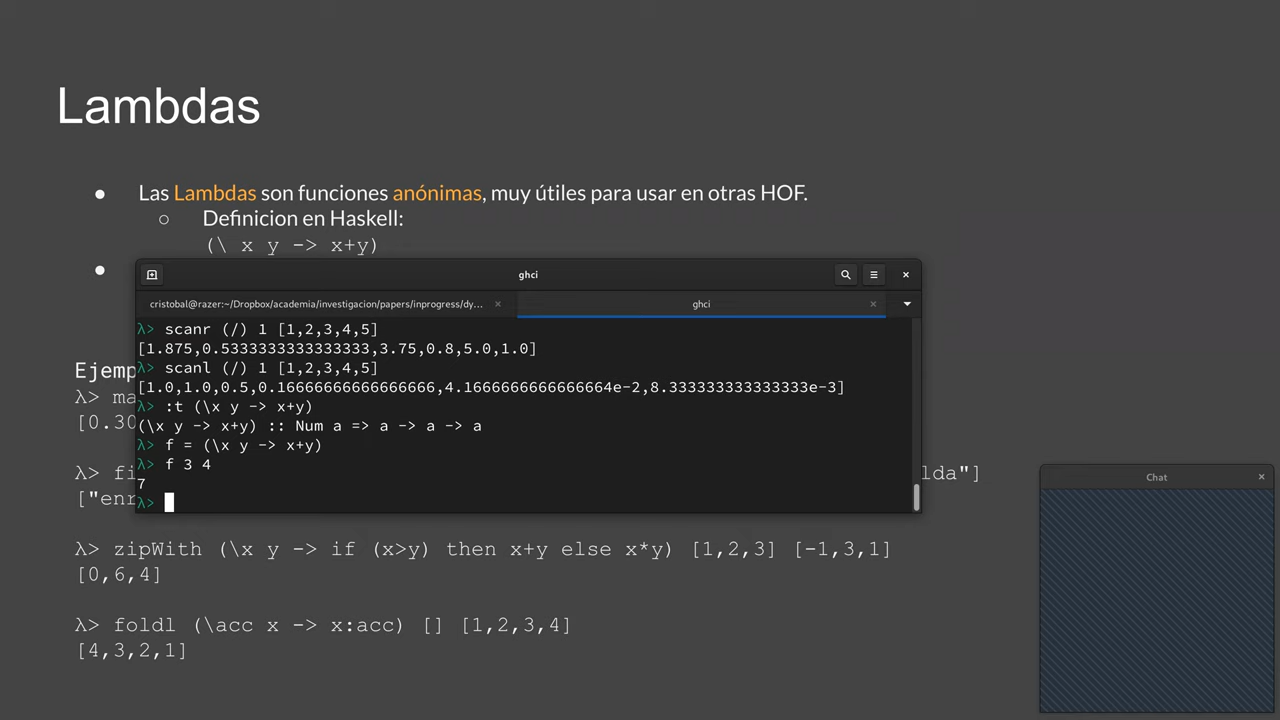 Lambdas
● Las Lambdas son funciones anónimas, muy útiles para usar en otras HOF.
○ Definicion en Haskell:
(\ x y -> x+y)
●
ghci
cristobal@razer:~/Dropbox/academia/investigacion/papers/inprogress/dy...
ghci
λ> scanr (/) 1 [1,2,3,4,5]
[1.875,0.5333333333333333,3.75,0.8,5.0,1.0]
λ> scanl (/) 1 [1,2,3,4,5]
[1.0,1.0,0.5,0.16666666666666666,4.1666666666666664e-2,8.333333333333333e-3]
λ> :t (\x y -> x+y)
(\x y -> x+y) :: Num a => a -> a -> a
λ> f = (\x y -> x+y)
λ> f 3 4
7
λ>
Ejemp
λ> ma
[0.30
λ> fi lda"]
["enr
λ> zipWith (\x y -> if (x>y) then x+y else x*y) [1,2,3] [-1,3,1]
[0,6,4]
λ> foldl (\acc x -> x:acc) [] [1,2,3,4]
[4,3,2,1]
Chat